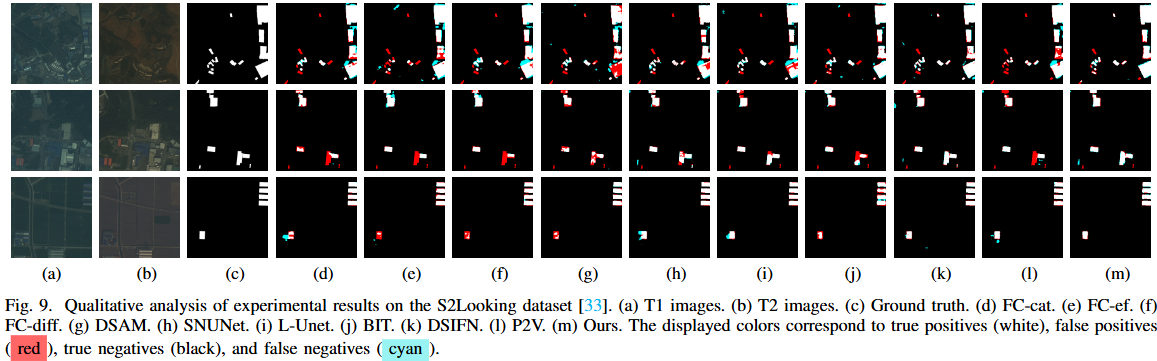 (a) (b) (c) (d) (e) (f) (g) (h) (i) (j) (k) (l) (m)
Fig. 9. Qualitative analysis of experimental results on the S2Looking dataset [33]. (a) T1 images. (b) T2 images. (c) Ground truth. (d) FC-cat. (e) FC-ef. (f)
FC-diff. (g) DSAM. (h) SNUNet. (i) L-Unet. (j) BIT. (k) DSIFN. (l) P2V. (m) Ours. The displayed colors correspond to true positives (white), false positives
( red ), true negatives (black), and false negatives ( cyan ).